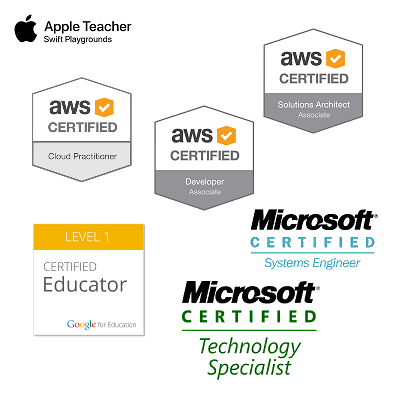 Apple Teacher
Swift Playgrounds
aws
CERTIFIED
Solutions Architect
Associate
aws
CERTIFIED
Cloud Practitioner
aws
CERTIFIED
Developer
Associate
LEVEL 1
CERTIFIED
Educator
Google for Education
Microsoft®
CERTIFIED
Systems Engineer
Microsoft®
CERTIFIED
Technology
Specialist